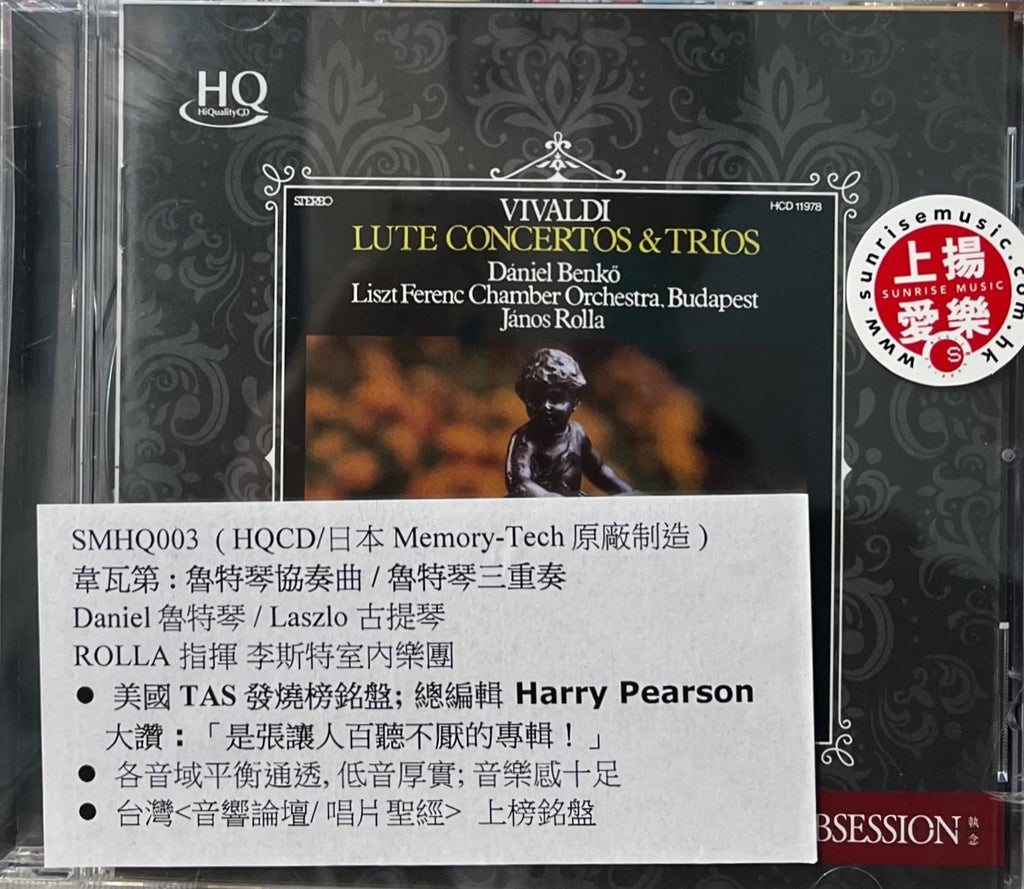 HQ
HiQualityCD
STEREO
HCD 11978
VIVALDI
LUTE CONCERTOS & TRIOS
Dániel Benkő
Liszt Ferenc Chamber Orchestra, Budapest
János Rolla
www.sunrisemusic.com.hk
上揚
SUNRISE MUSIC
愛樂
S
SMHQ003 ( HQCD/日本 Memory-Tech 原廠制造 )
韋瓦第 : 魯特琴協奏曲 / 魯特琴三重奏
Daniel 魯特琴 / Laszlo 古提琴
ROLLA 指揮 李斯特室內樂團
● 美國 TAS 發燒榜銘盤; 總編輯 Harry Pearson
大讚 : 「是張讓人百聽不厭的專輯！」
● 各音域平衡通透, 低音厚實; 音樂感十足
● 台灣<音響論壇/ 唱片聖經> 上榜銘盤
BSESSION 執念